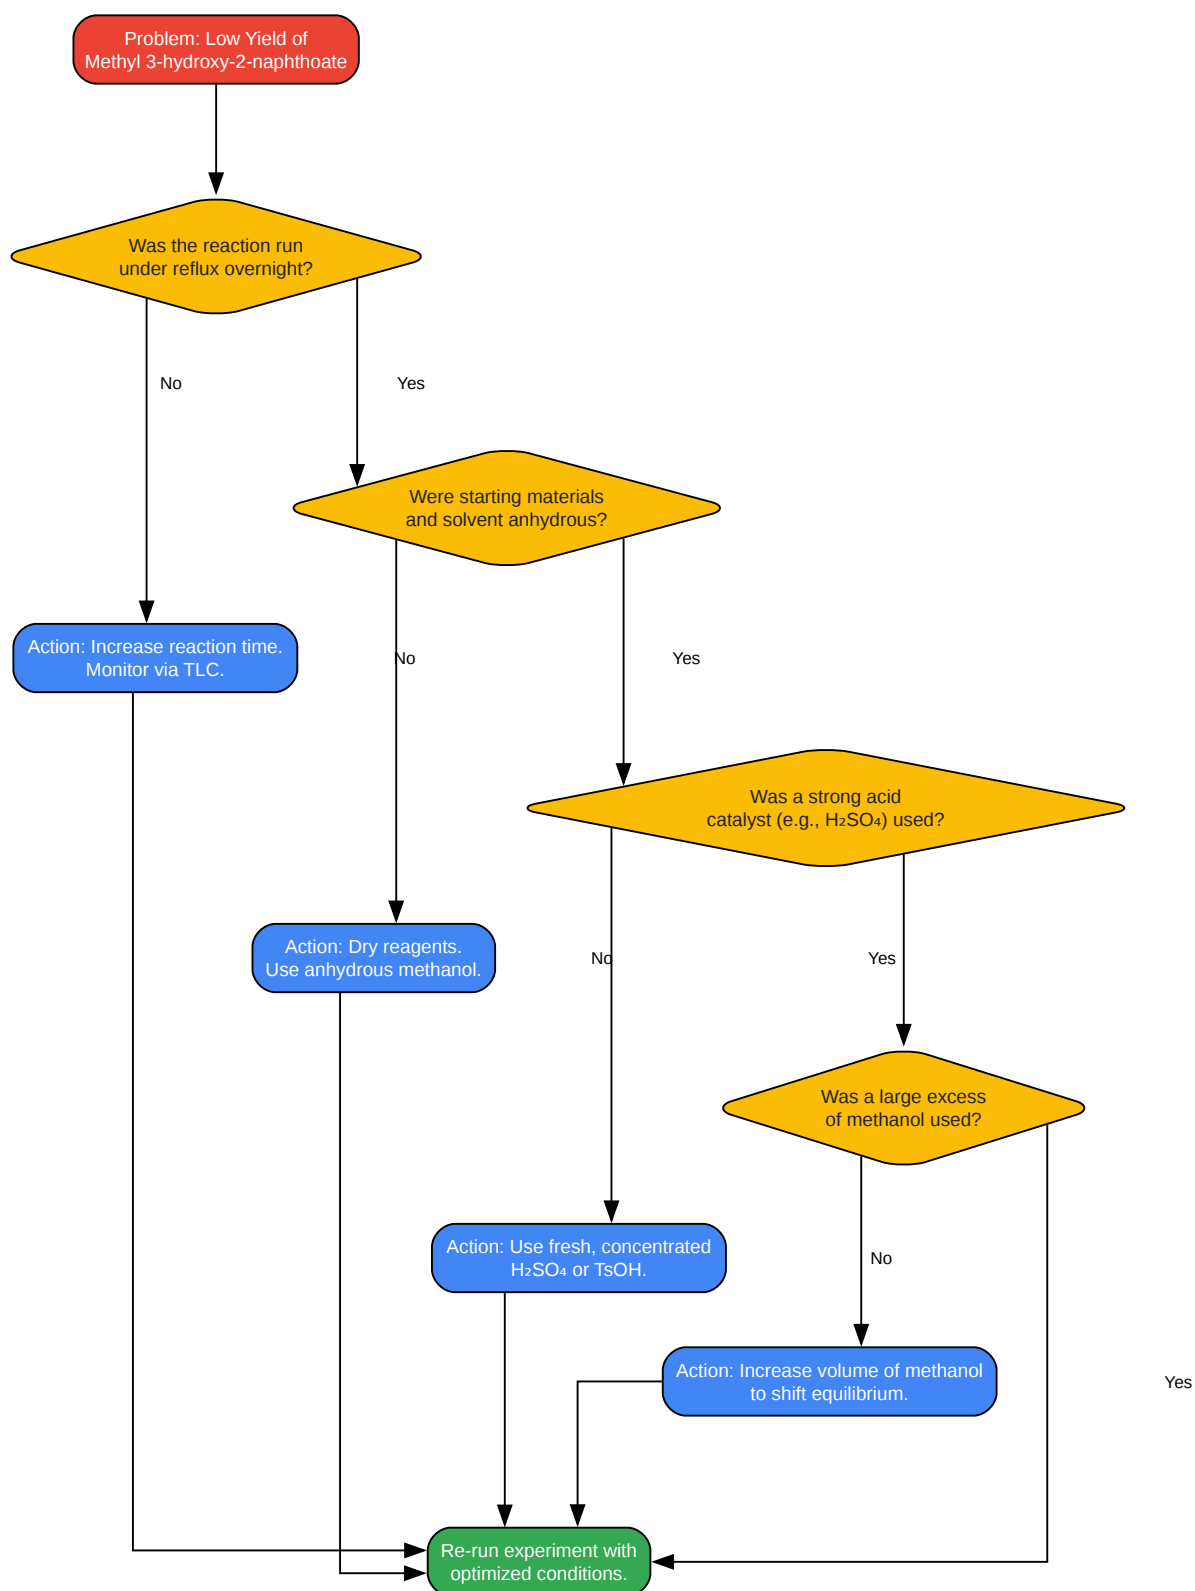 Problem: Low Yield of
Methyl 3-hydroxy-2-naphthoate
Was the reaction run
under reflux overnight?
No
Yes
Were starting materials
and solvent anhydrous?
Action: Increase reaction time.
Monitor via TLC.
No
Yes
Was a strong acid
catalyst (e.g., H₂SO₄) used?
Action: Dry reagents.
Use anhydrous methanol.
No
Yes
Was a large excess
of methanol used?
Action: Use fresh, concentrated
H₂SO₄ or TsOH.
No
Action: Increase volume of methanol
to shift equilibrium.
Yes
Re-run experiment with
optimized conditions.